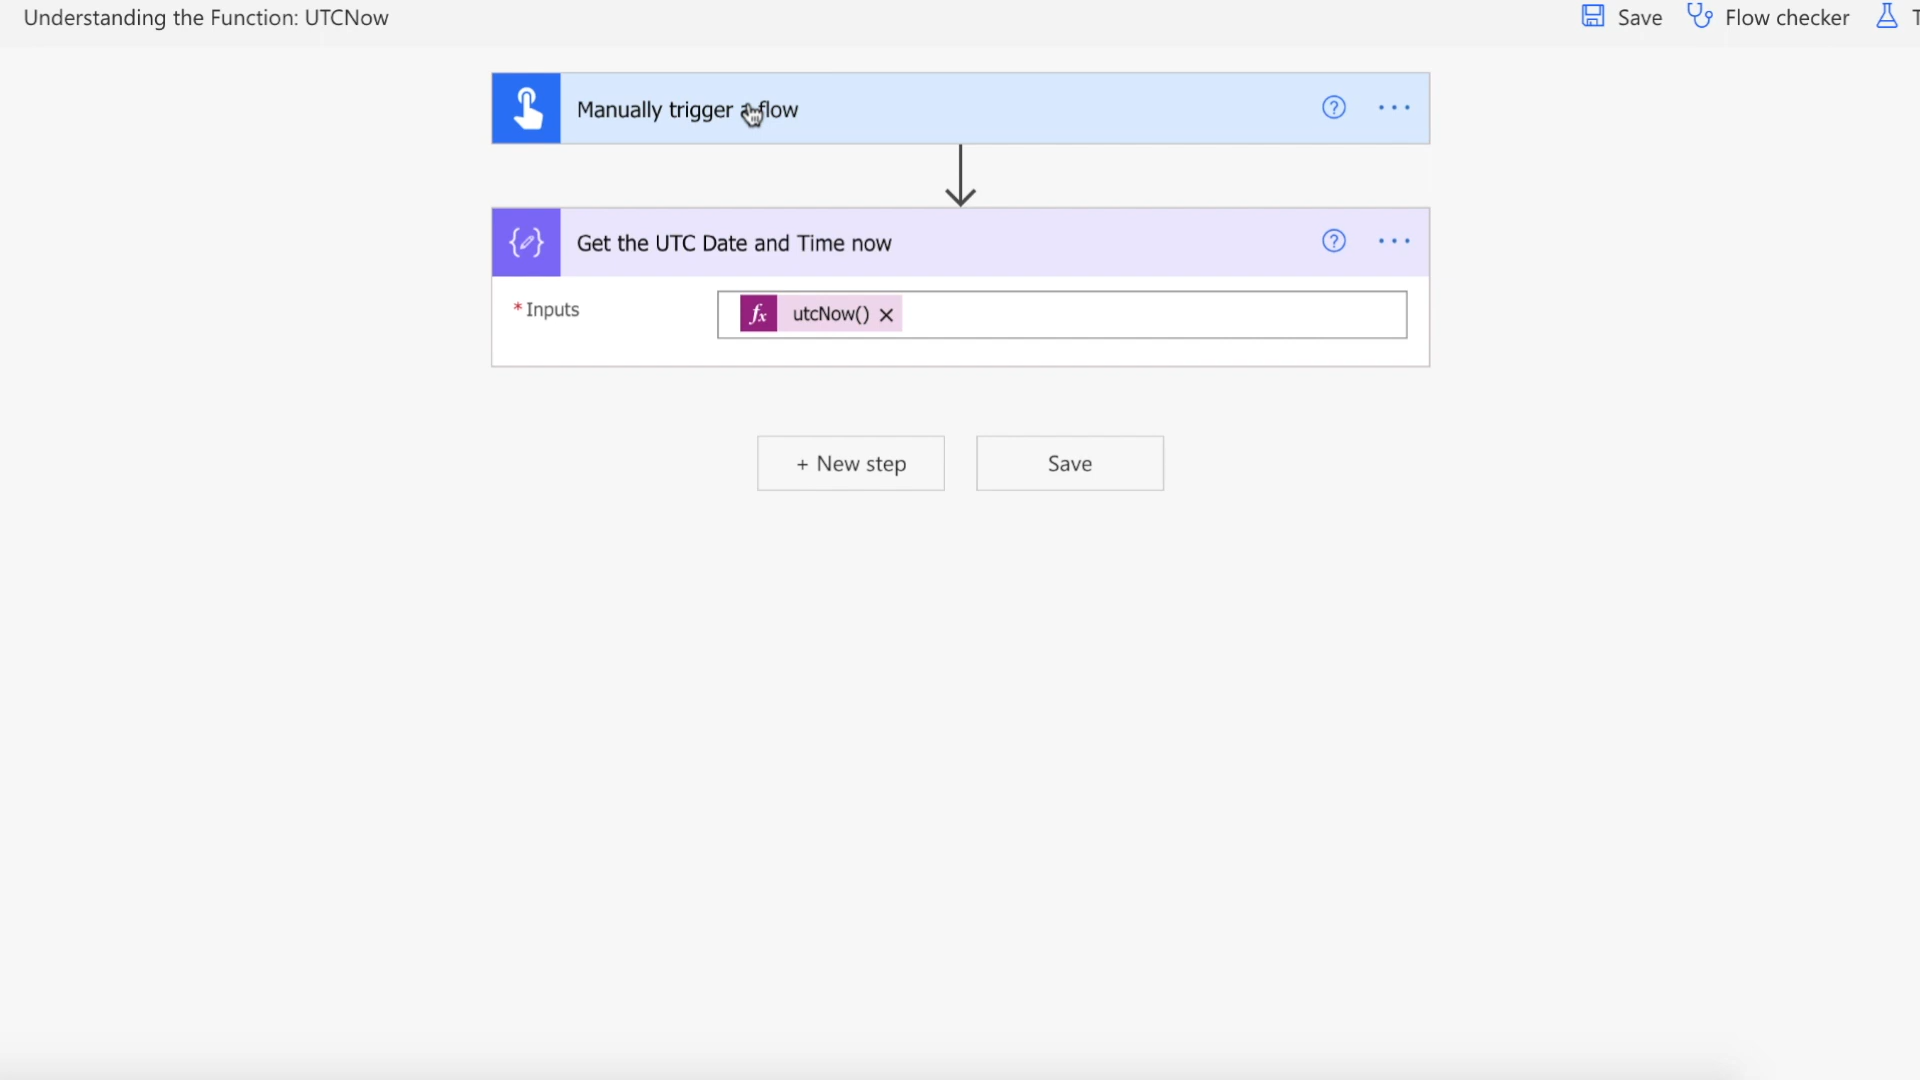 Understanding the Function: UTCNow
Save
Flow checker
Manually trigger a flow
Get the UTC Date and Time now
* Inputs
fx utcNow()
+ New step
Save